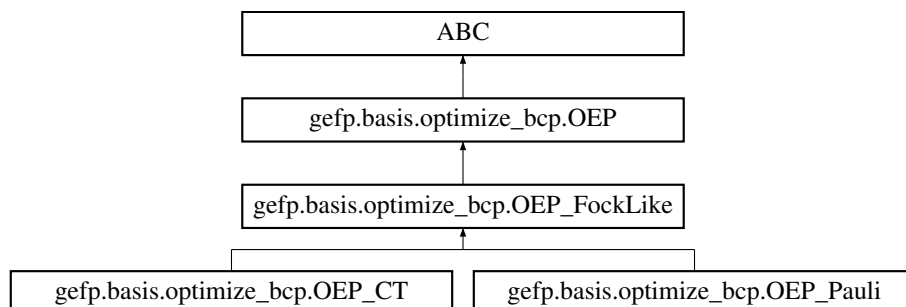 ABC
gefp.basis.optimize_bcp.OEP
gefp.basis.optimize_bcp.OEP_FockLike
gefp.basis.optimize_bcp.OEP_CT
gefp.basis.optimize_bcp.OEP_Pauli